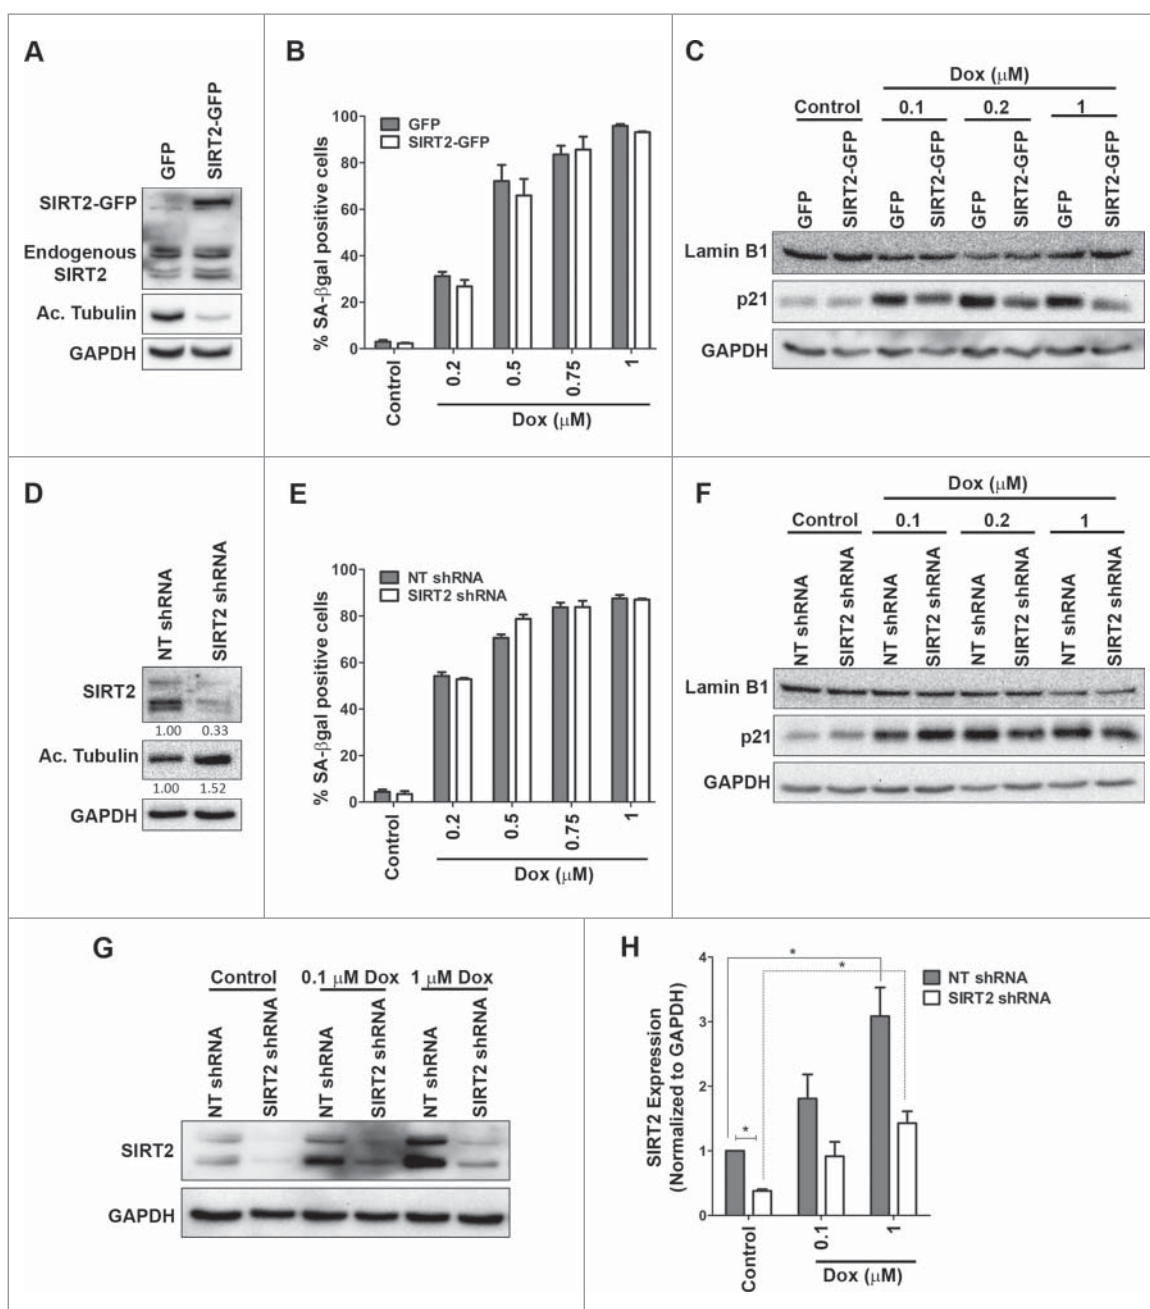 A
GFP
SIRT2-GFP
SIRT2-GFP
Endogenous
SIRT2
Ac. Tubulin
GAPDH
B
% SA-βgal positive cells
100
80
60
40
20
0
GFP
SIRT2-GFP
Control
0.2
0.5
0.75
1
Dox (μM)
C
Dox (μM)
Control 0.1 0.2 1
GFP
SIRT2-GFP
GFP
SIRT2-GFP
GFP
SIRT2-GFP
GFP
SIRT2-GFP
Lamin B1
p21
GAPDH
D
NT shRNA
SIRT2 shRNA
SIRT2
1.00 0.33
Ac. Tubulin
1.00 1.52
GAPDH
E
% SA-βgal positive cells
100
80
60
40
20
0
NT shRNA
SIRT2 shRNA
Control
0.2
0.5
0.75
1
Dox (μM)
F
Dox (μM)
Control 0.1 0.2 1
NT shRNA
SIRT2 shRNA
NT shRNA
SIRT2 shRNA
NT shRNA
SIRT2 shRNA
NT shRNA
SIRT2 shRNA
Lamin B1
p21
GAPDH
G
Control 0.1 μM Dox 1 μM Dox
NT shRNA
SIRT2 shRNA
NT shRNA
SIRT2 shRNA
NT shRNA
SIRT2 shRNA
SIRT2
GAPDH
H
SIRT2 Expression
(Normalized to GAPDH)
4
3
2
1
0
*
*
*
NT shRNA
SIRT2 shRNA
Control
0.1
1
Dox (μM)